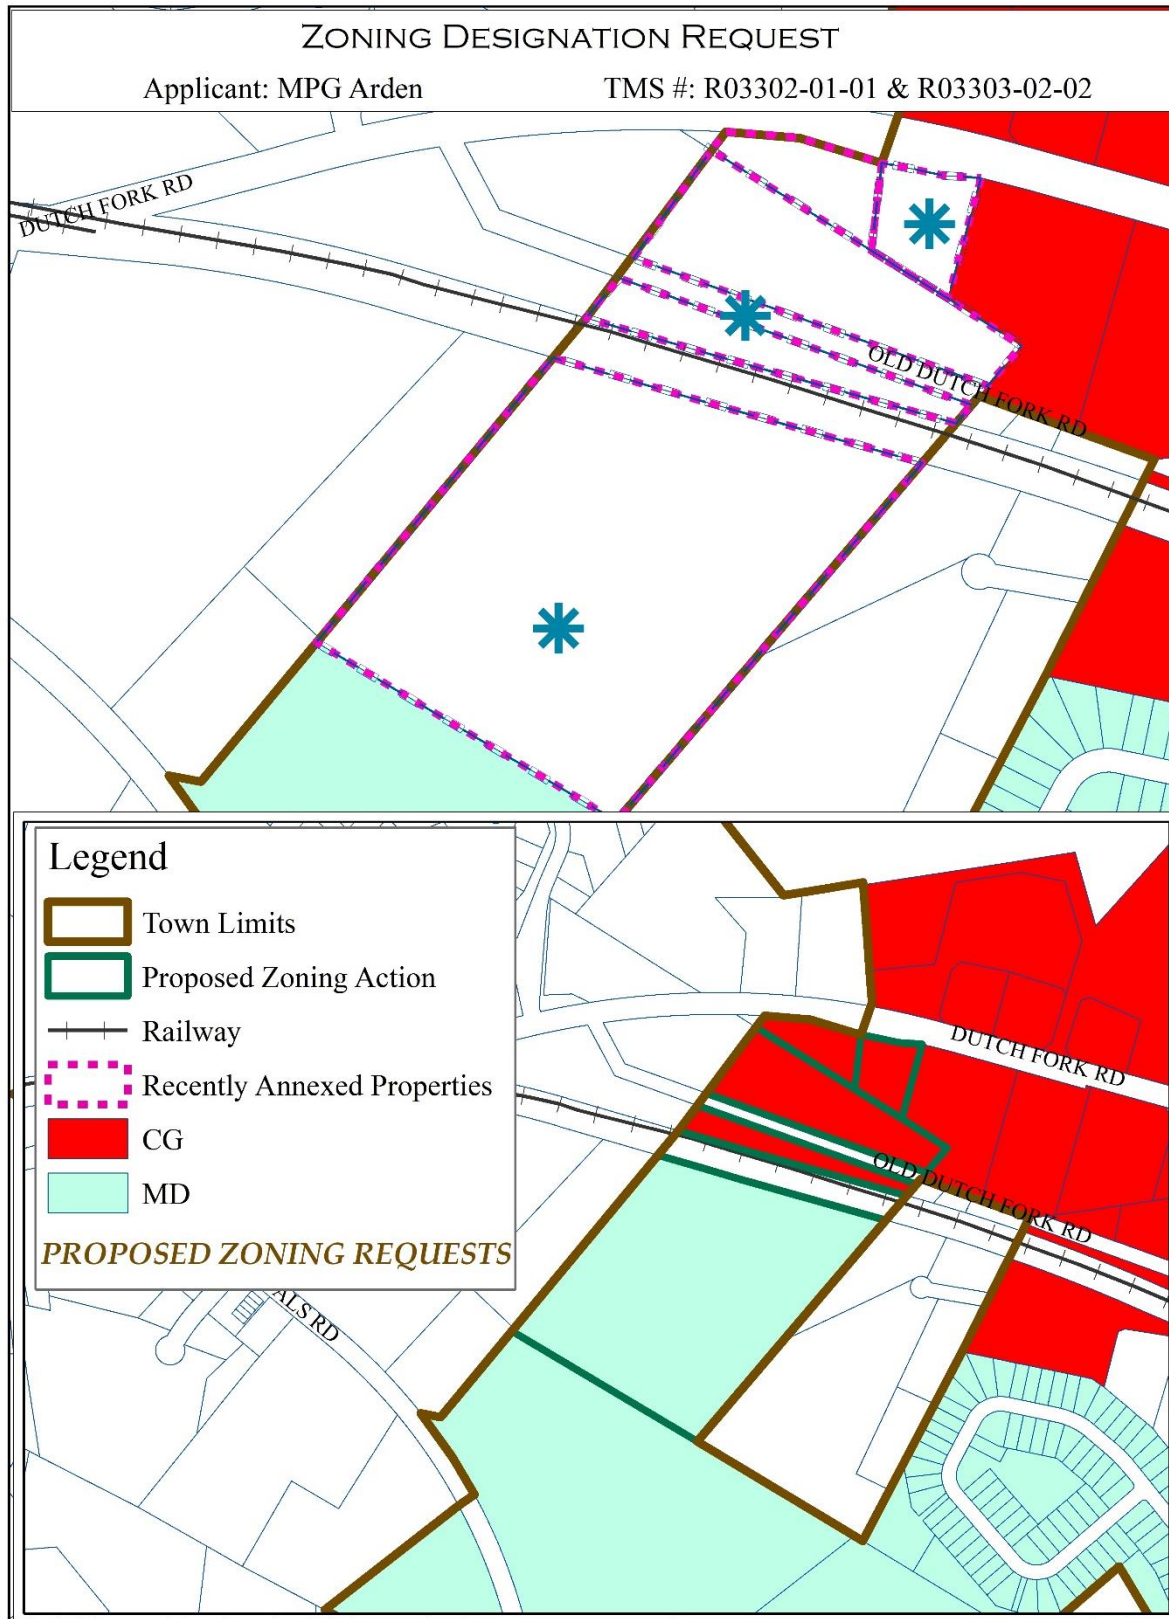 ZONING DESIGNATION REQUEST
Applicant: MPG Arden TMS #: R03302-01-01 & R03303-02-02
DUTCH FORK RD
OLD DUTCH FORK RD
Legend
Town Limits
Proposed Zoning Action
Railway
Recently Annexed Properties
CG
MD
PROPOSED ZONING REQUESTS
DUTCH FORK RD
OLD DUTCH FORK RD
ALS RD